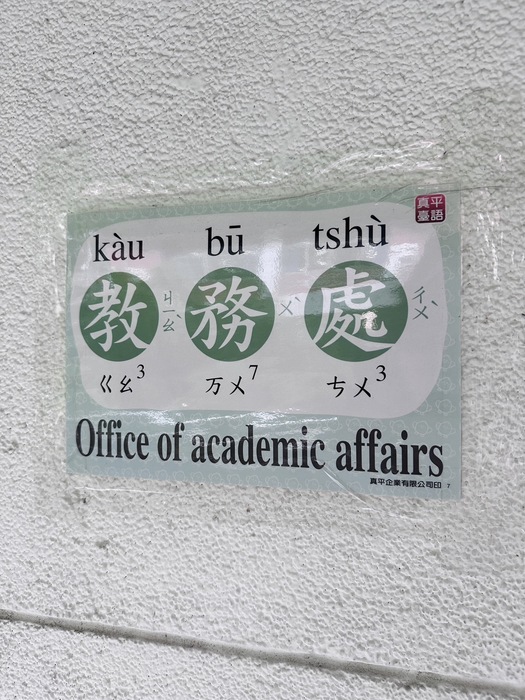 真平
臺語
kàu bū tshù
教 ㄐㄧㄠˋ 務 ㄨˋ 處 ㄔㄨˋ
ㄍㄠ3 ㄪㄨ7 ㄘㄨ3
Office of academic affairs
真平企業有限公司印 7